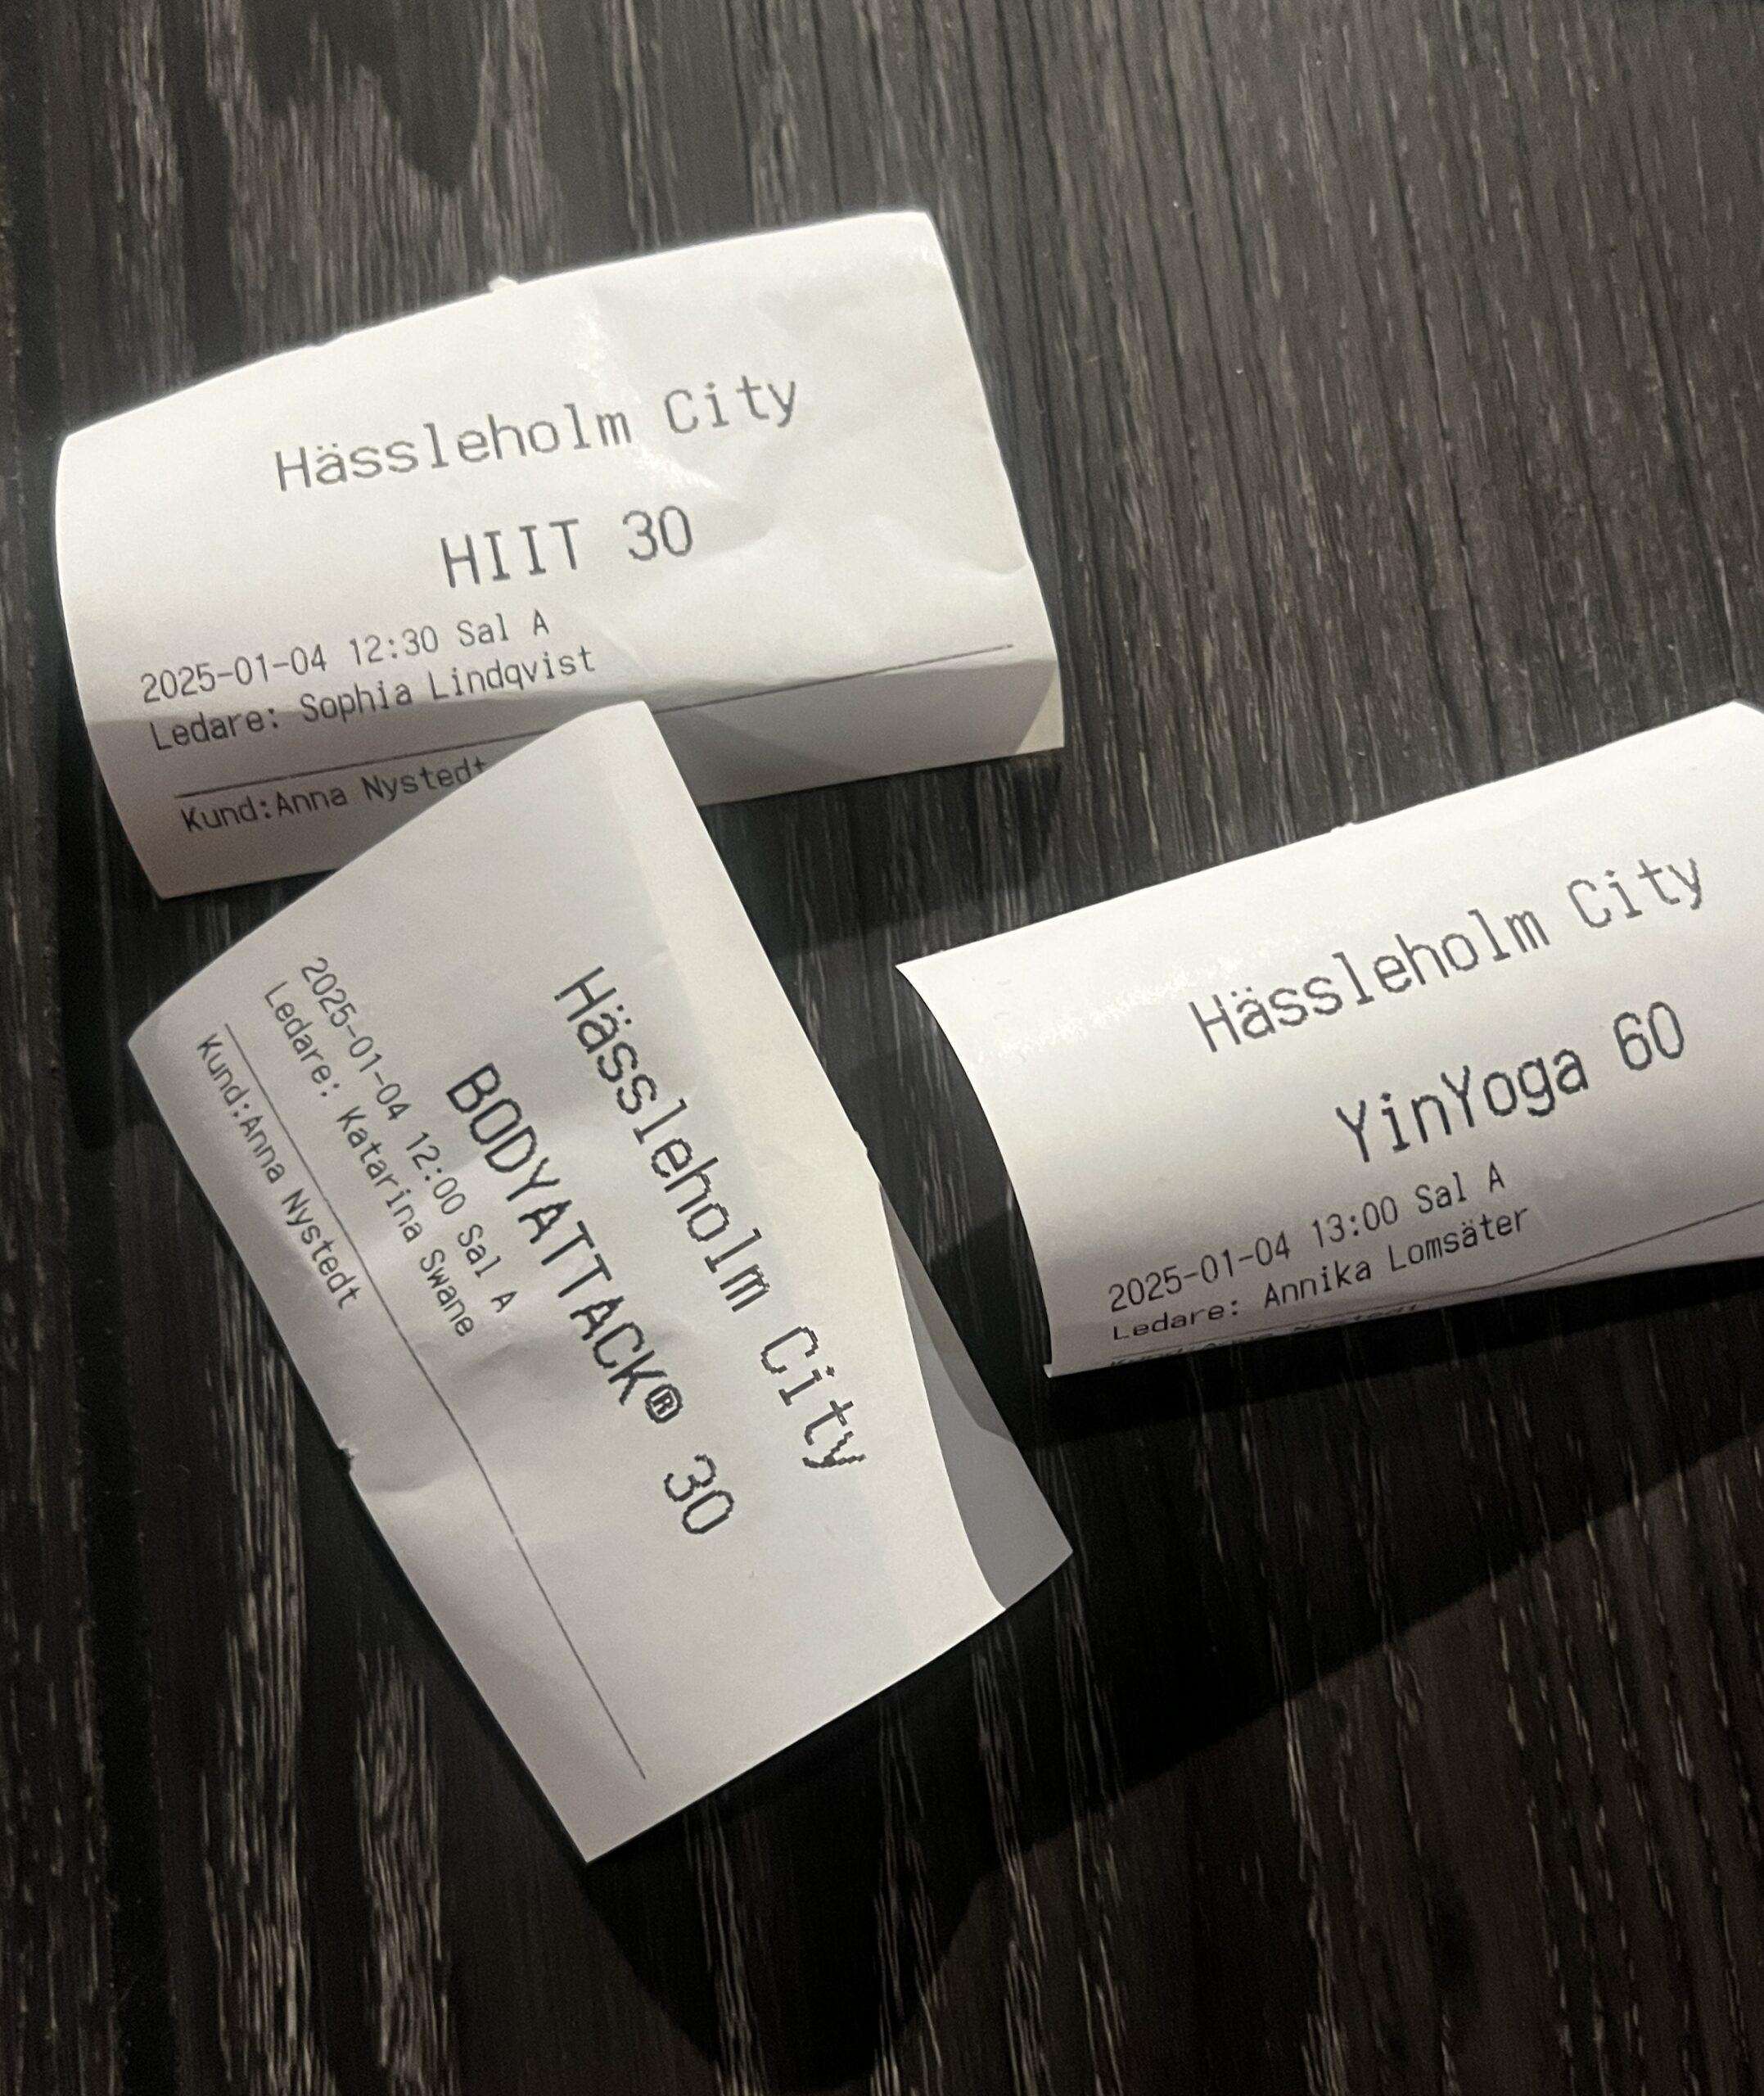 Hässleholm City
HIIT 30
2025-01-04 12:30 Sal A
Ledare: Sophia Lindqvist
Kund:Anna Nystedt
Hässleholm City
BODYATTACK® 30
2025-01-04 12:00 Sal A
Ledare: Katarina Swane
Kund:Anna Nystedt
Hässleholm City
YinYoga 60
2025-01-04 13:00 Sal A
Ledare: Annika Lomsäter